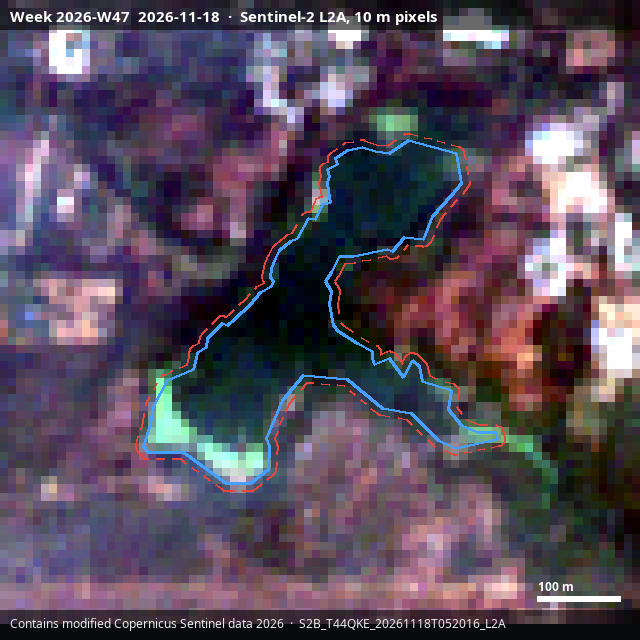 Week 2026-W47  2026-11-18  ·  Sentinel-2 L2A, 10 m pixels
100 m
Contains modified Copernicus Sentinel data 2026  ·  S2B_T44QKE_20261118T052016_L2A